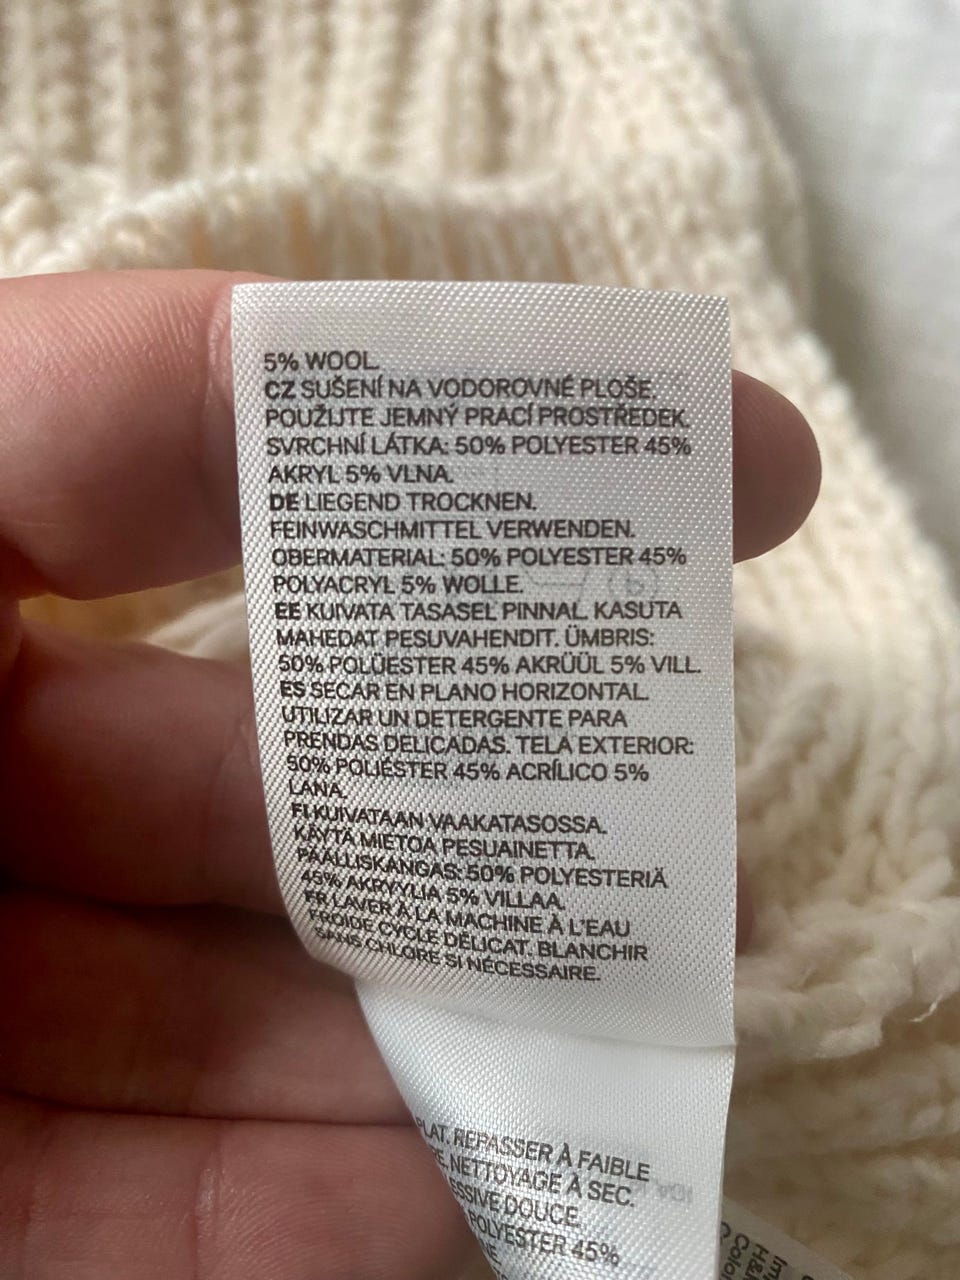 5% WOOL.
CZ SUŠENÍ NA VODOROVNÉ PLOŠE.
POUŽIJTE JEMNÝ PRACÍ PROSTŘEDEK.
SVRCHNÍ LÁTKA: 50% POLYESTER 45%
AKRYL 5% VLNA.
DE LIEGEND TROCKNEN.
FEINWASCHMITTEL VERWENDEN.
OBERMATERIAL: 50% POLYESTER 45%
POLYACRYL 5% WOLLE.
EE KUIVATA TASASEL PINNAL. KASUTA
MAHEDAT PESUVAHENDIT. ÜMBRIS:
50% POLÜESTER 45% AKRÜÜL 5% VILL.
ES SECAR EN PLANO HORIZONTAL.
UTILIZAR UN DETERGENTE PARA
PRENDAS DELICADAS. TELA EXTERIOR:
50% POLIÉSTER 45% ACRÍLICO 5%
LANA.
FI KUIVATAAN VAAKATASOSSA.
KÄYTÄ MIETOA PESUAINETTA.
PÄÄLLISKANGAS: 50% POLYESTERIÄ
45% AKRYYLIA 5% VILLAA.
FR LAVER À LA MACHINE À L'EAU
FROIDE CYCLE DÉLICAT. BLANCHIR
SANS CHLORE SI NÉCESSAIRE.
PLAT. REPASSER À FAIBLE
NETTOYAGE À SEC.
DOUCE.
POLYESTER 45%
H&M